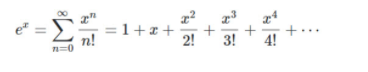 e^x = \sum_{n=0}^{\infty} \frac{x^n}{n!} = 1 + x + \frac{x^2}{2!} + \frac{x^3}{3!} + \frac{x^4}{4!} + \cdots